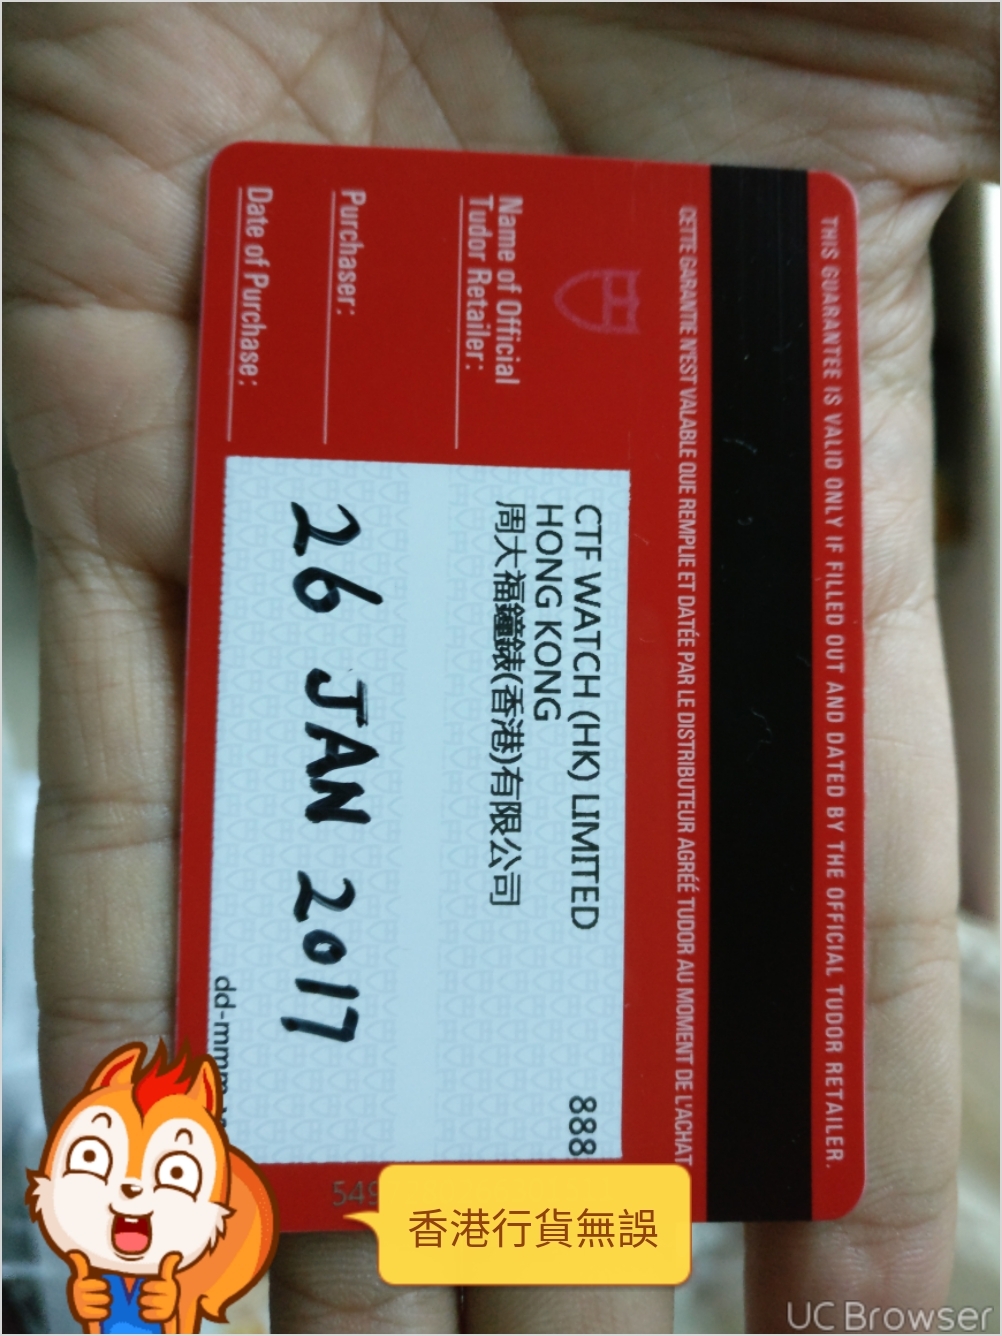 THIS GUARANTEE IS VALID ONLY IF FILLED OUT AND DATED BY THE OFFICIAL TUDOR RETAILER.
CETTE GARANTIE N'EST VALABLE QUE REMPLIE ET DATÉE PAR LE DISTRIBUTEUR AGRÉÉ TUDOR AU MOMENT DE L'ACHAT
Name of Official
Tudor Retailer:
CTF WATCH (HK) LIMITED 888
HONG KONG
周大福鐘錶(香港)有限公司
Purchaser:
26 JAN 2017
Date of Purchase:
香港行貨無誤
UC Browser